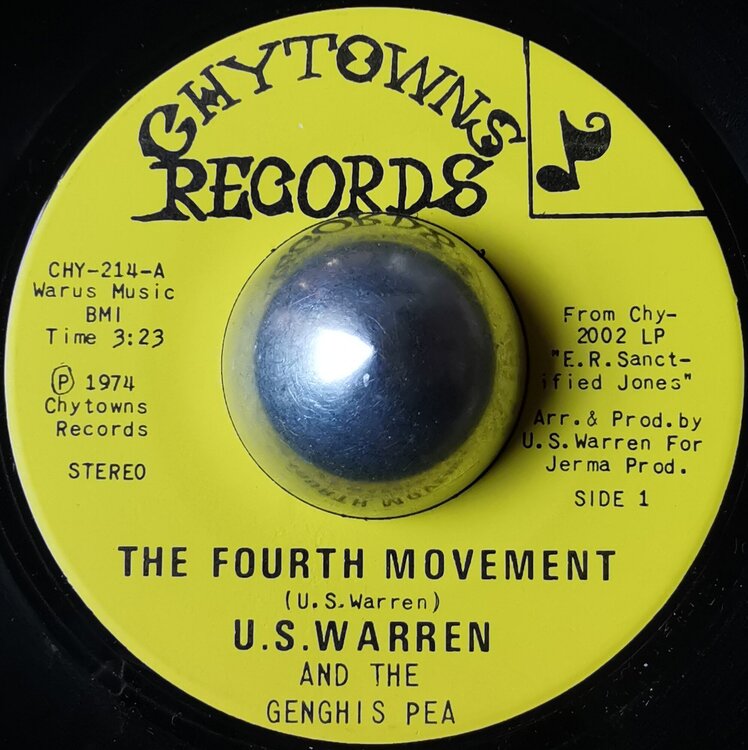 CHYTOWNS
RECORDS
CHY-214-A
Warus Music
BMI
Time 3:23
Ⓟ 1974
Chytowns
Records
STEREO
From Chy-
2002 LP
"E.R.Sanct-
ified Jones"
Arr.& Prod.by
U.S.Warren For
Jerma Prod.
SIDE 1
THE FOURTH MOVEMENT
(U.S.Warren)
U.S.WARREN
AND THE
GENGHIS PEA